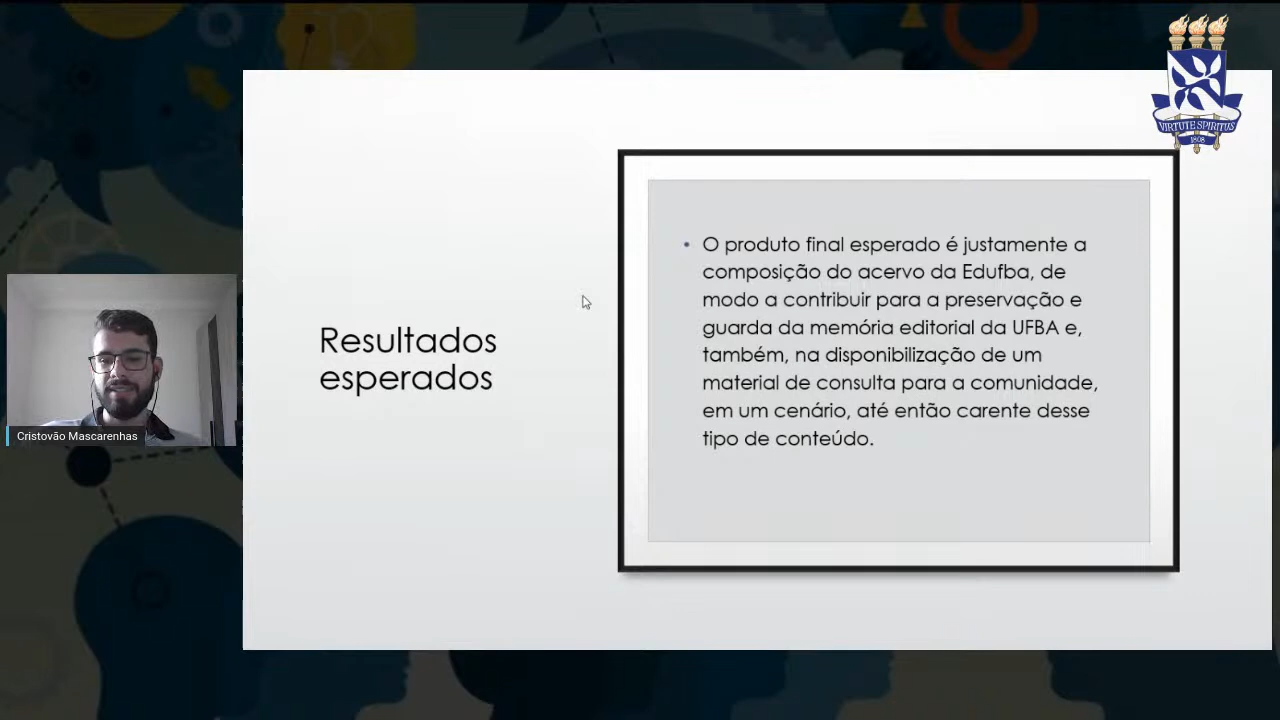 VIRTUTE SPIRITUS
1808
Resultados
esperados
• O produto final esperado é justamente a
composição do acervo da Edufba, de
modo a contribuir para a preservação e
guarda da memória editorial da UFBA e,
também, na disponibilização de um
material de consulta para a comunidade,
em um cenário, até então carente desse
tipo de conteúdo.
Cristovão Mascarenhas